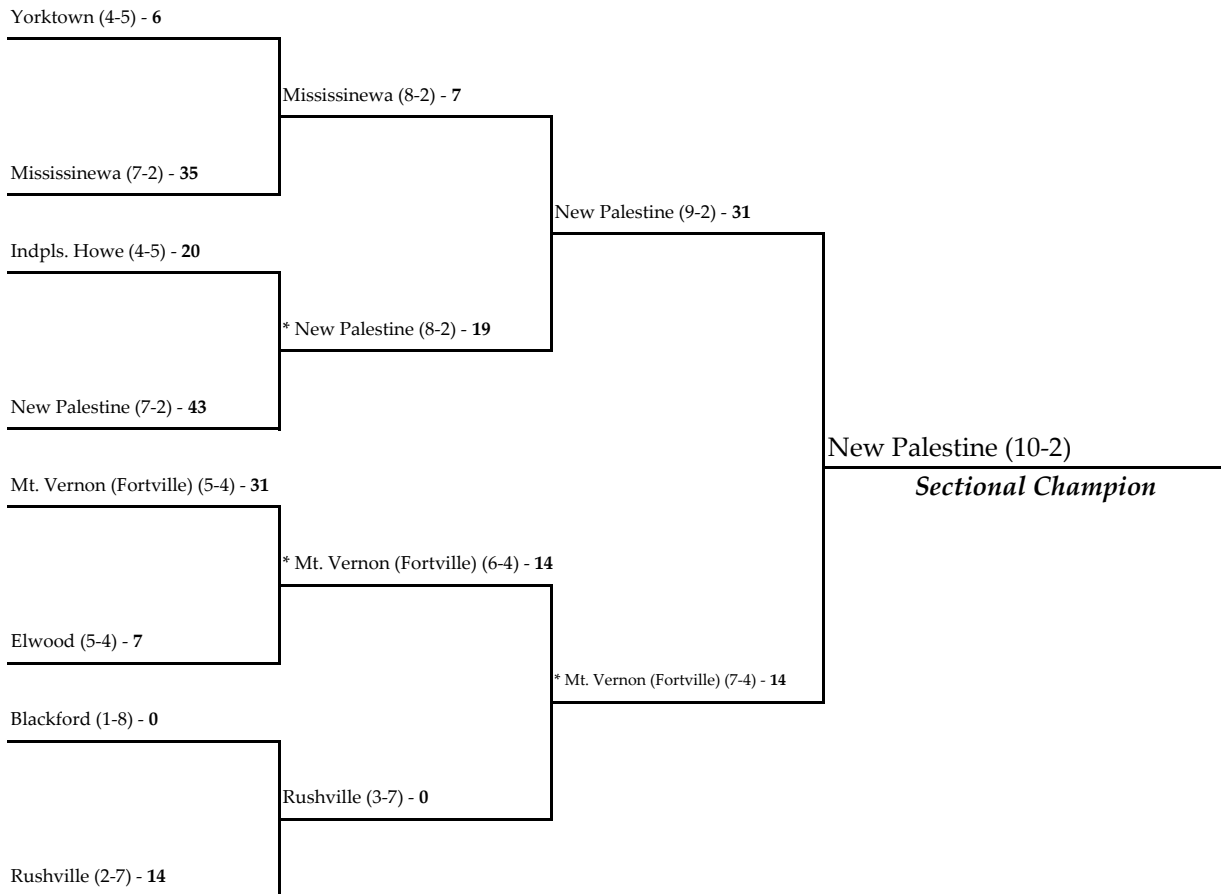 Yorktown (4-5) - 6
Mississinewa (8-2) - 7
Mississinewa (7-2) - 35
New Palestine (9-2) - 31
Indpls. Howe (4-5) - 20
* New Palestine (8-2) - 19
New Palestine (7-2) - 43
New Palestine (10-2)
Sectional Champion
Mt. Vernon (Fortville) (5-4) - 31
* Mt. Vernon (Fortville) (6-4) - 14
Elwood (5-4) - 7
* Mt. Vernon (Fortville) (7-4) - 14
Blackford (1-8) - 0
Rushville (3-7) - 0
Rushville (2-7) - 14